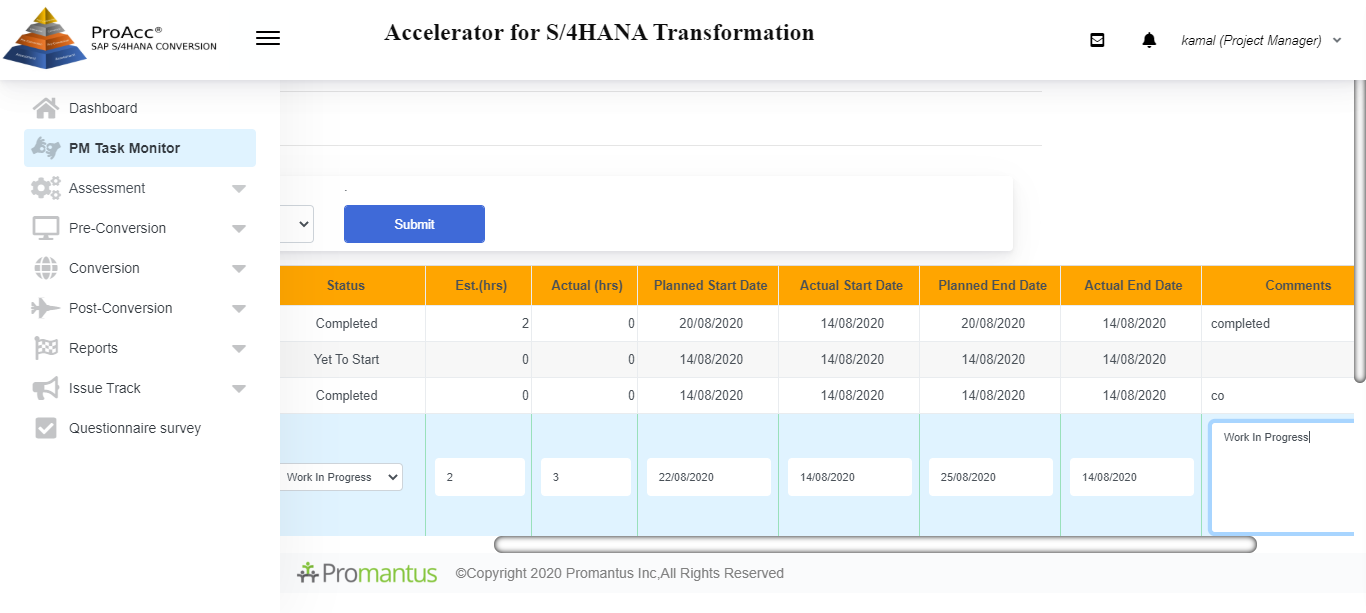 ProAcc®
SAP S/4HANA CONVERSION
Accelerator for S/4HANA Transformation
kamal (Project Manager)
Dashboard
PM Task Monitor
Assessment
Pre-Conversion
Conversion
Post-Conversion
Reports
Issue Track
Questionnaire survey
.
Submit
Status Est.(hrs) Actual (hrs) Planned Start Date Actual Start Date Planned End Date Actual End Date Comments
Completed 2 0 20/08/2020 14/08/2020 20/08/2020 14/08/2020 completed
Yet To Start 0 0 14/08/2020 14/08/2020 14/08/2020 14/08/2020
Completed 0 0 14/08/2020 14/08/2020 14/08/2020 14/08/2020 co
Work In Progress 2 3 22/08/2020 14/08/2020 25/08/2020 14/08/2020 Work In Progress
Promantus ©Copyright 2020 Promantus Inc,All Rights Reserved